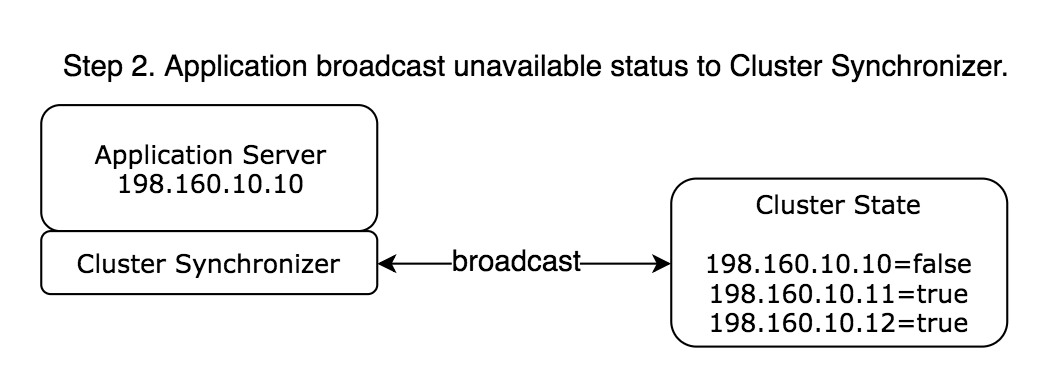 Step 2. Application broadcast unavailable status to Cluster Synchronizer.
Application Server
198.160.10.10
Cluster Synchronizer
broadcast
Cluster State
198.160.10.10=false
198.160.10.11=true
198.160.10.12=true